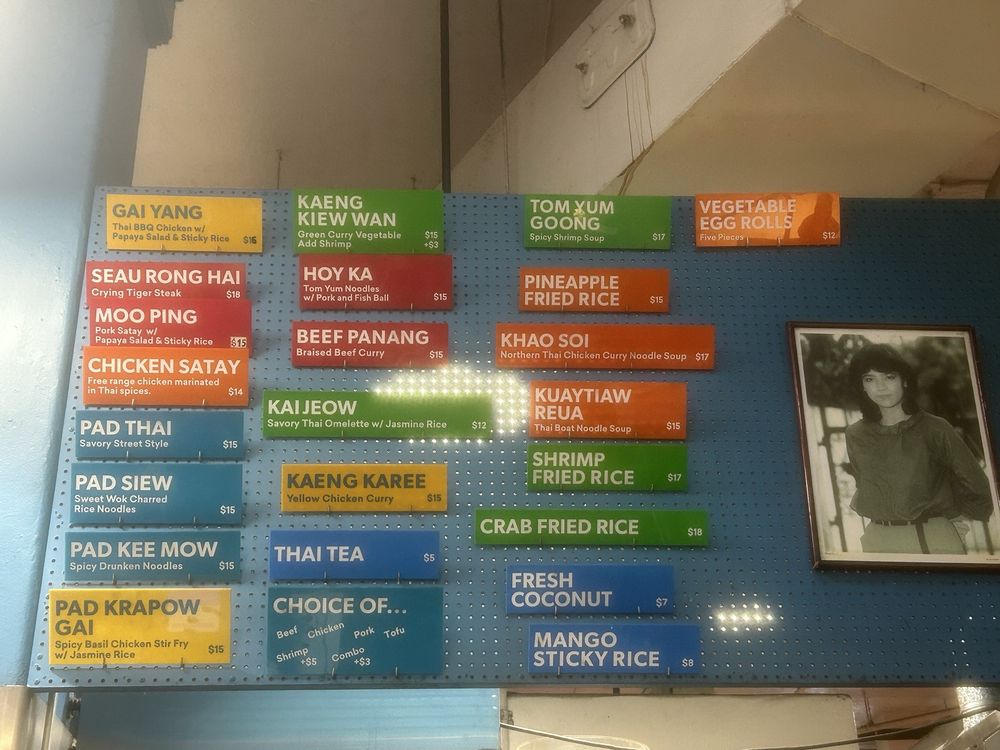 GAI YANG
Thai BBQ Chicken w/
Papaya Salad & Sticky Rice $16
SEAU RONG HAI
Crying Tiger Steak $18
MOO PING
Pork Satay w/
Papaya Salad & Sticky Rice $15
CHICKEN SATAY
Free range chicken marinated
in Thai spices. $14
PAD THAI
Savory Street Style $15
PAD SIEW
Sweet Wok Charred
Rice Noodles $15
PAD KEE MOW
Spicy Drunken Noodles $15
PAD KRAPOW
GAI
Spicy Basil Chicken Stir Fry
w/ Jasmine Rice $15
KAENG
KIEW WAN
Green Curry Vegetable $15
Add Shrimp +$3
HOY KA
Tom Yum Noodles
w/ Pork and Fish Ball $15
BEEF PANANG
Braised Beef Curry $15
KAI JEOW
Savory Thai Omelette w/ Jasmine Rice $12
KAENG KAREE
Yellow Chicken Curry $15
THAI TEA $5
CHOICE OF...
Beef Chicken Pork Tofu
Shrimp +$5 Combo +$3
TOM YUM
GOONG
Spicy Shrimp Soup $17
PINEAPPLE
FRIED RICE $15
KHAO SOI
Northern Thai Chicken Curry Noodle Soup $17
KUAYTIAW
REUA
Thai Boat Noodle Soup $15
SHRIMP
FRIED RICE $17
CRAB FRIED RICE $18
FRESH
COCONUT $7
MANGO
STICKY RICE $8
VEGETABLE
EGG ROLLS
Five Pieces $12